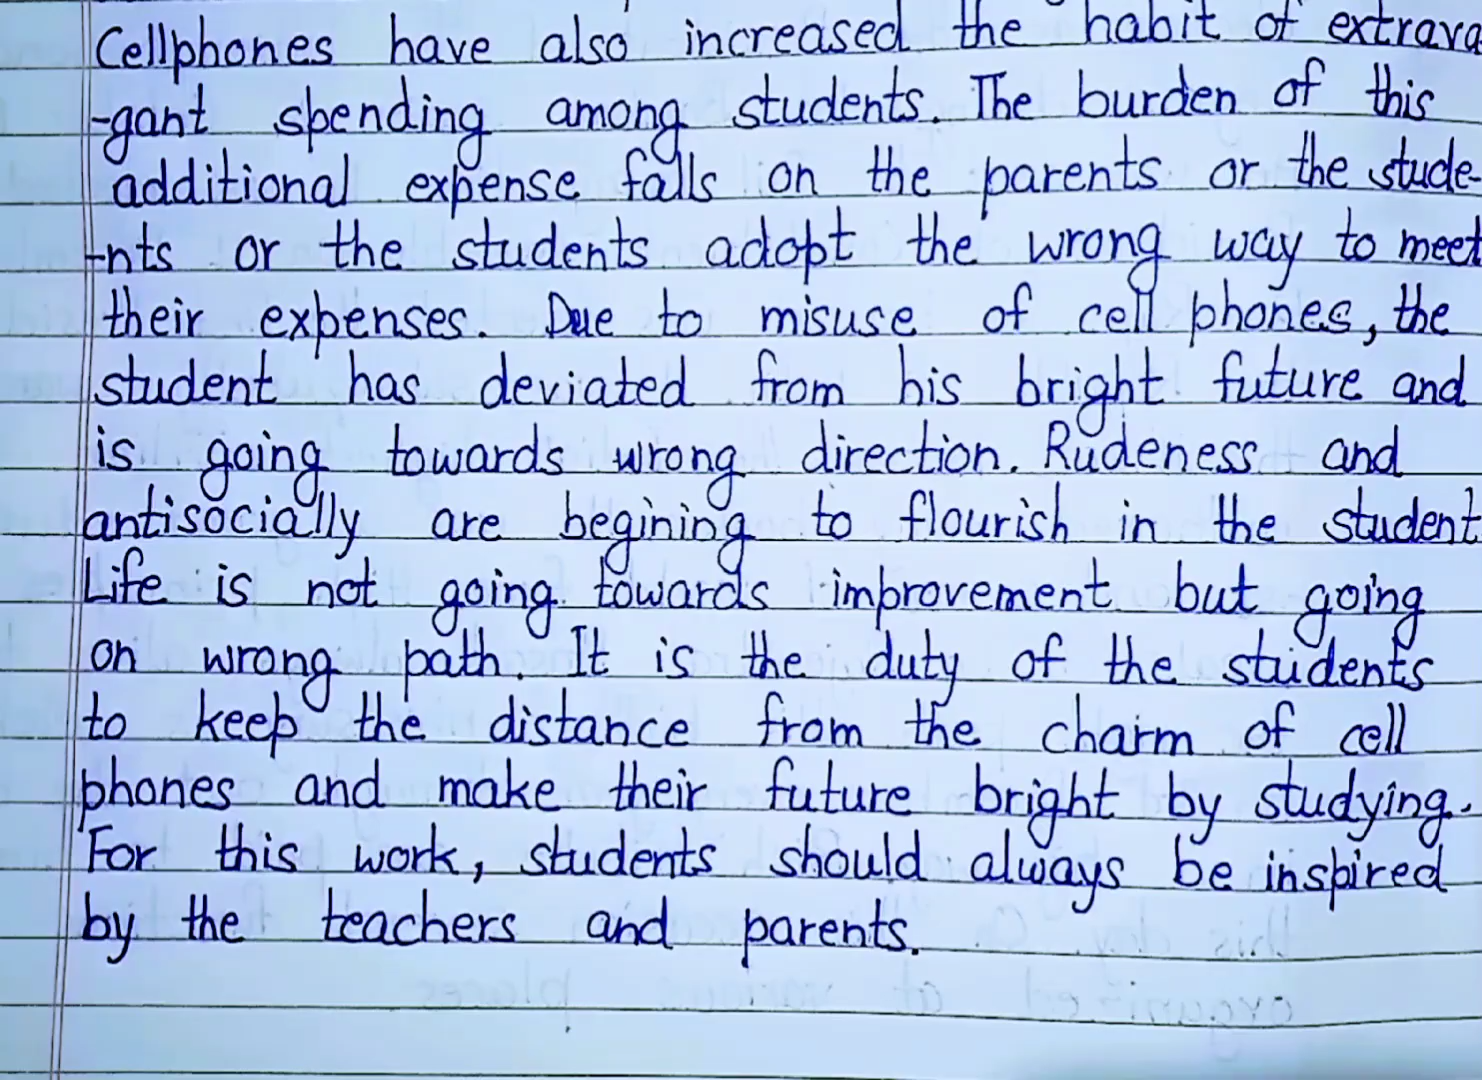 Cellphones have also increased the habit of extrava
-gant spending among students. The burden of this
additional expense falls on the parents or the stude-
-nts or the students adopt the wrong way to meet
their expenses. Due to misuse of cell phones, the
student has deviated from his bright future and
is going towards wrong direction. Rudeness and
antisocially are begining to flourish in the student
Life is not going towards improvement but going
on wrong path. It is the duty of the students
to keep the distance from the charm of cell
phones and make their future bright by studying.
For this work, students should always be inspired
by the teachers and parents.